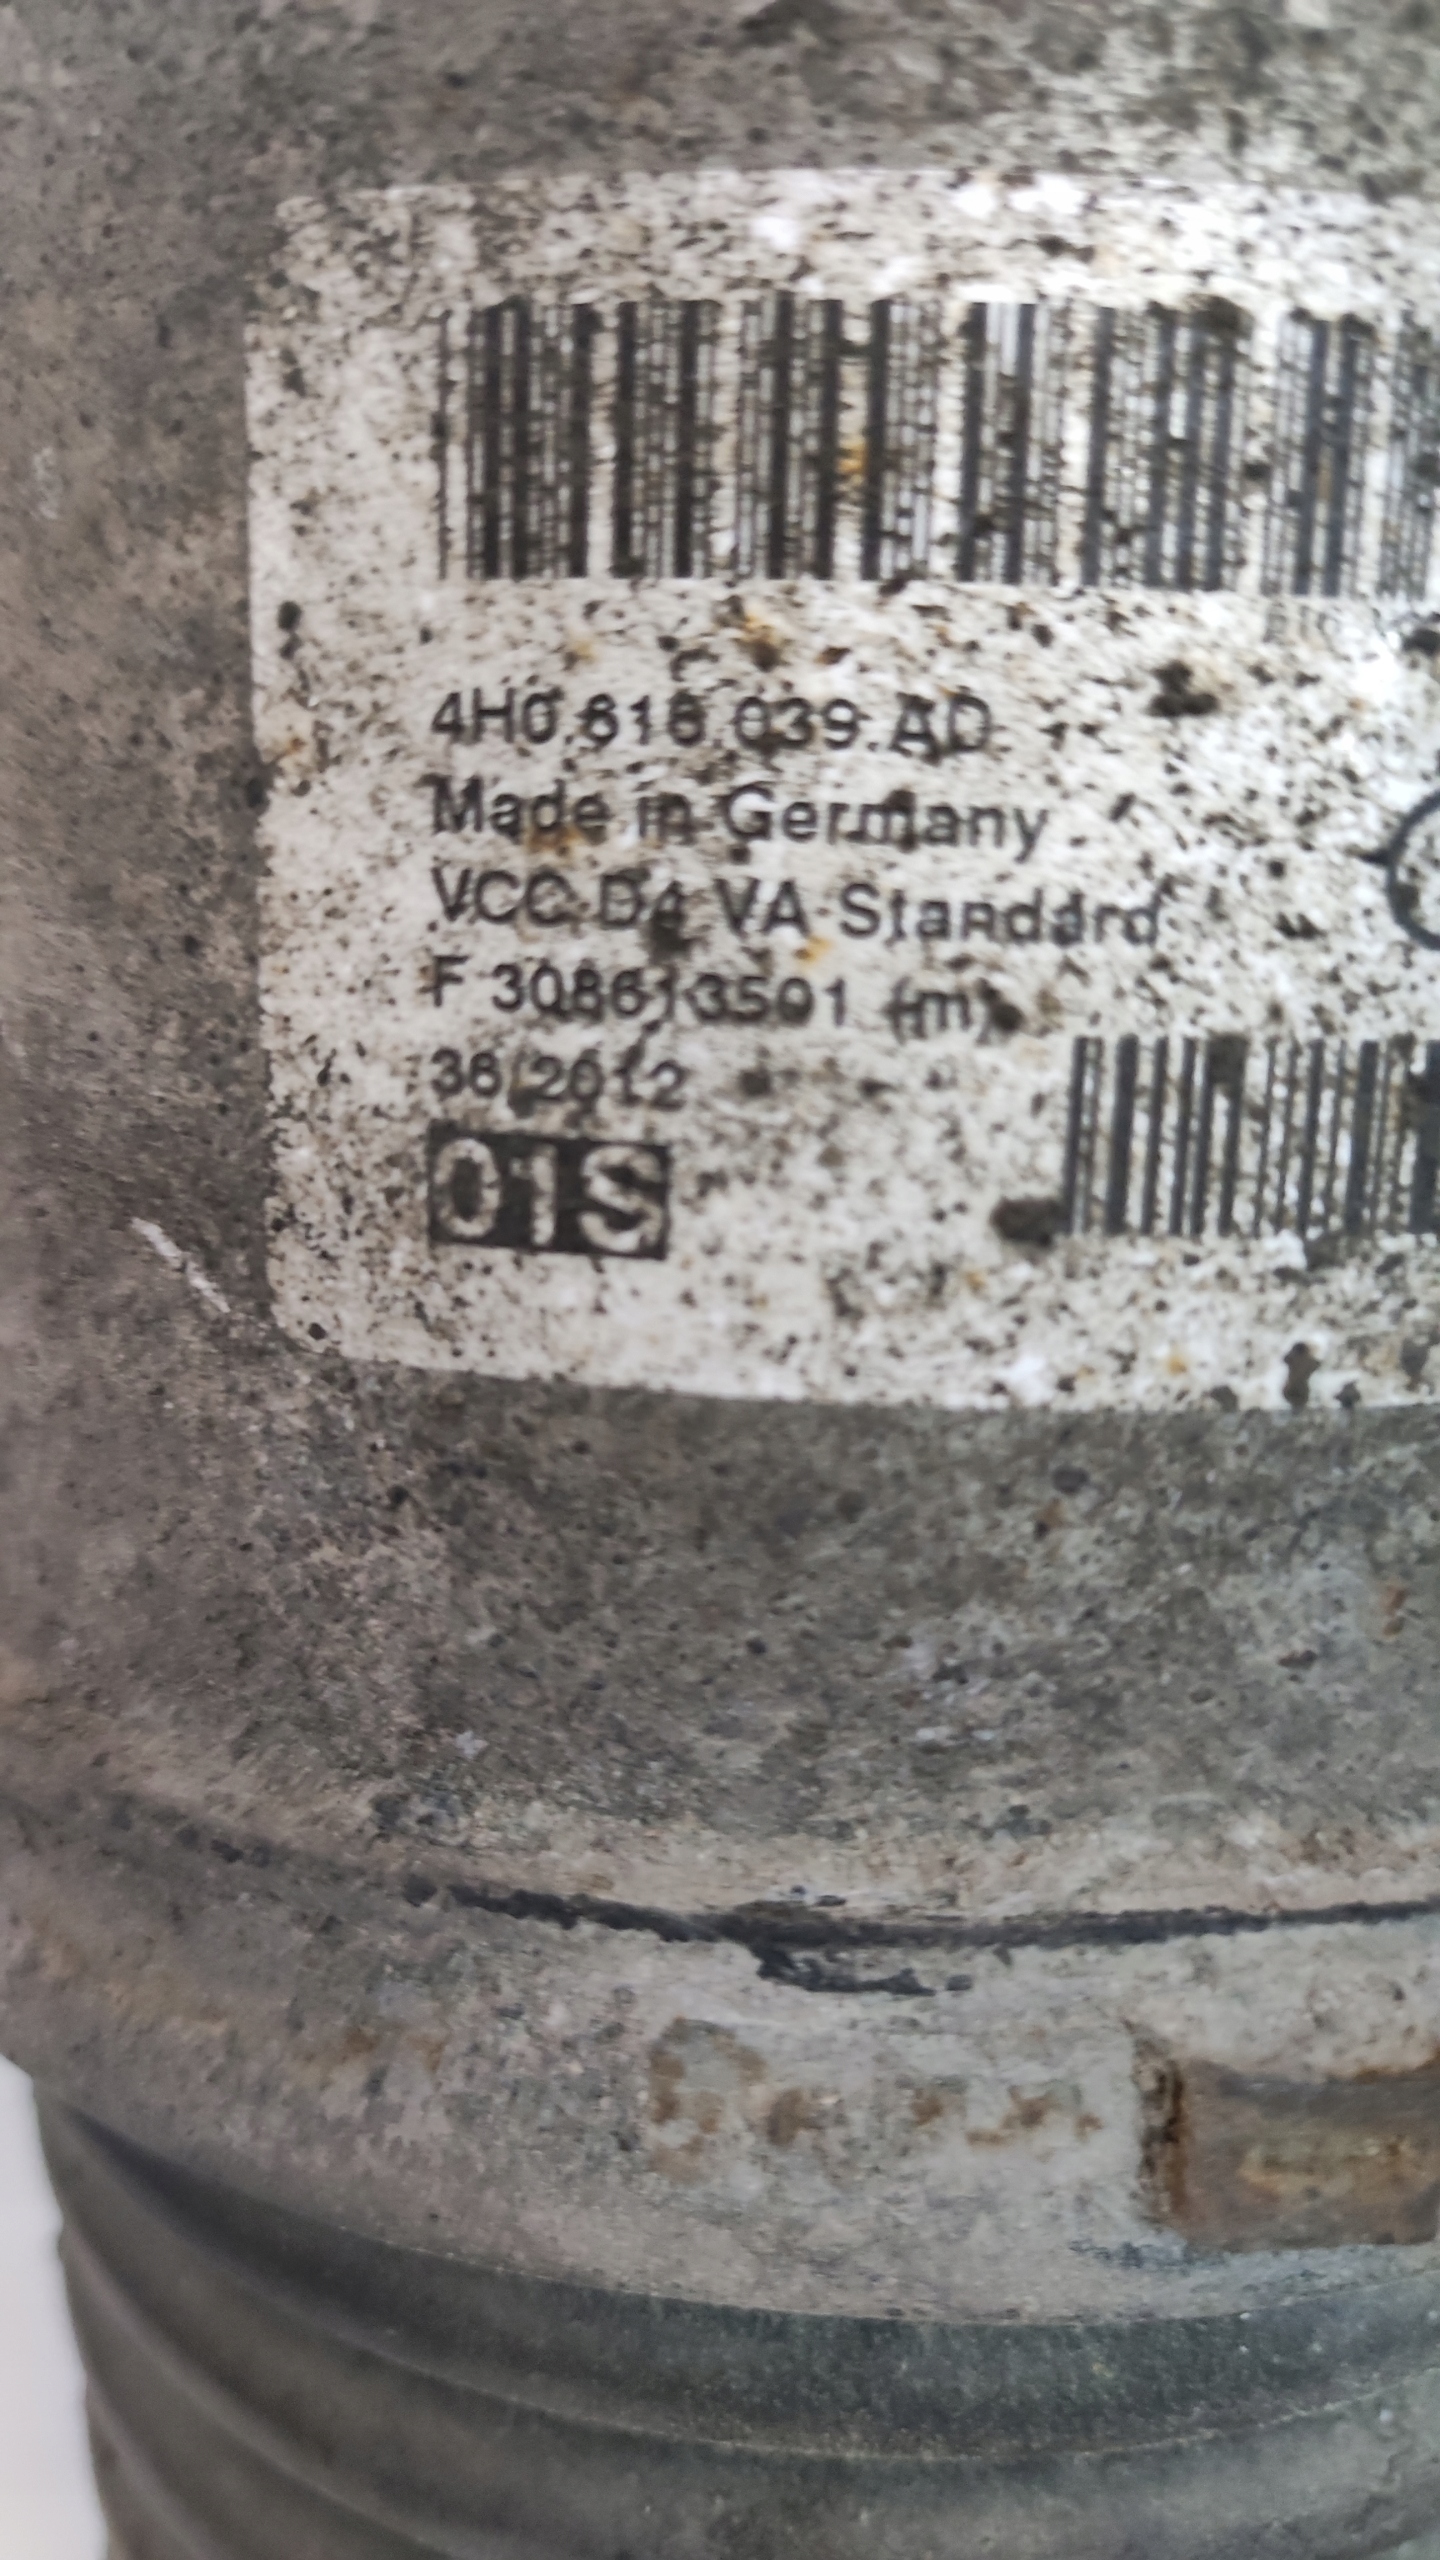 4H0.616.039.AD
Made in Germany
VCC D4 VA Standard
F 308613501 (m)
36/2012
01S